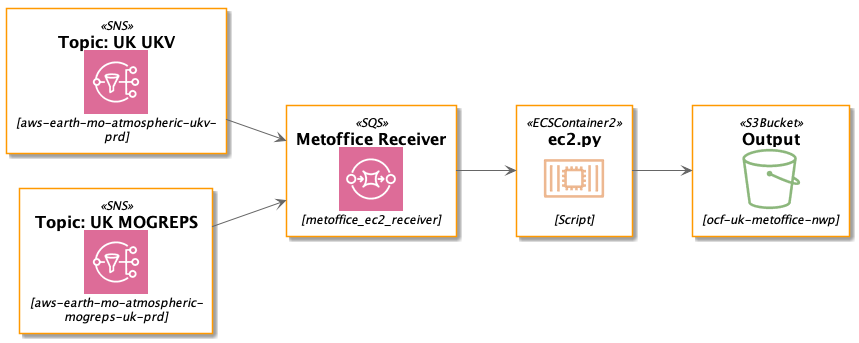 «SNS»
Topic: UK UKV
[aws-earth-mo-atmospheric-ukv-
prd]
«SNS»
Topic: UK MOGREPS
[aws-earth-mo-atmospheric-
mogreps-uk-prd]
«SQS»
Metoffice Receiver
[metoffice_ec2_receiver]
«ECSContainer2»
ec2.py
[Script]
«S3Bucket»
Output
[ocf-uk-metoffice-nwp]